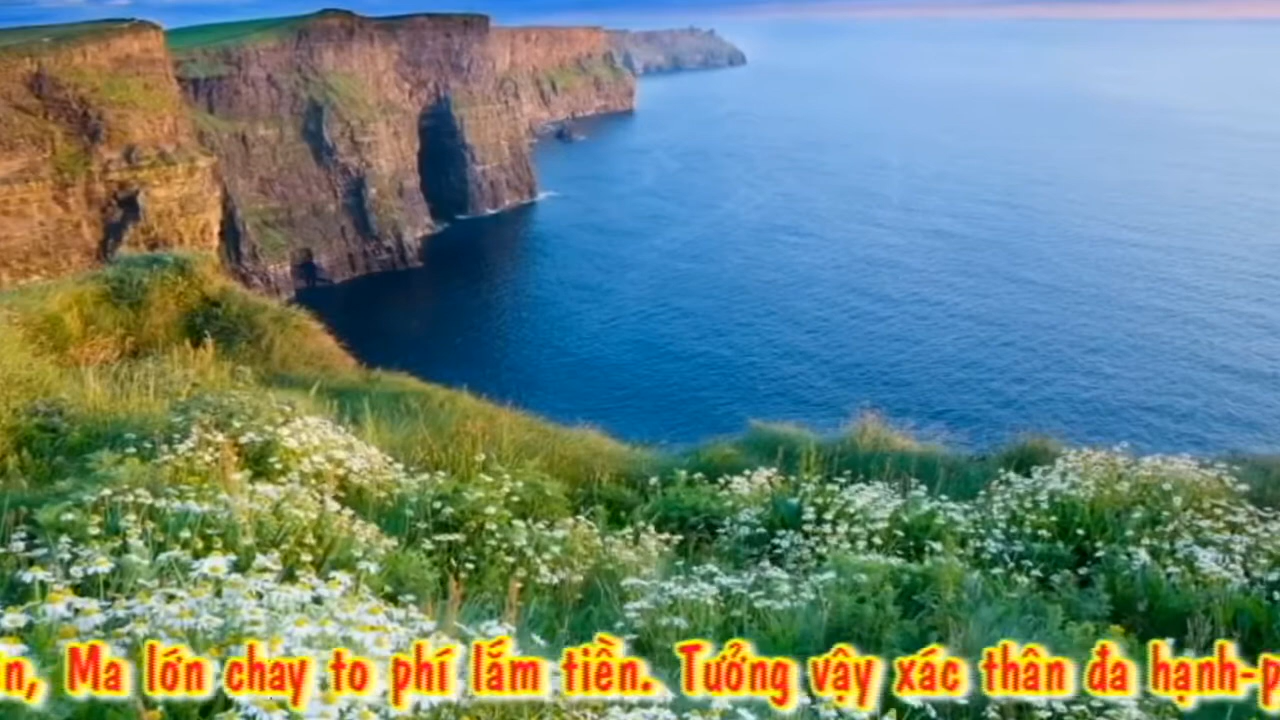 n, Ma lớn chay to phí lắm tiền. Tưởng vậy xác thân đa hạnh-p